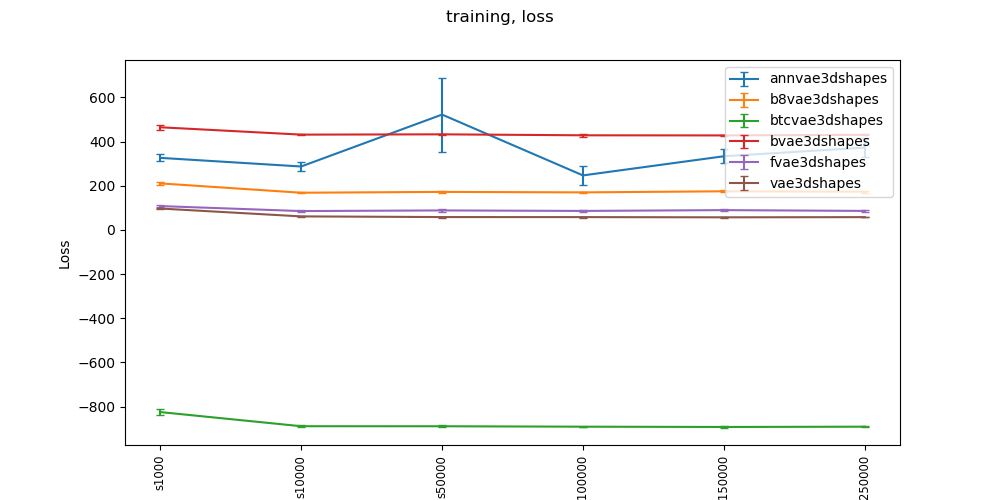 training, loss
600
400
200
0
−200
−400
−600
−800
Loss
annvae3dshapes
b8vae3dshapes
btcvae3dshapes
bvae3dshapes
fvae3dshapes
vae3dshapes
s1000
s10000
s50000
100000
150000
250000